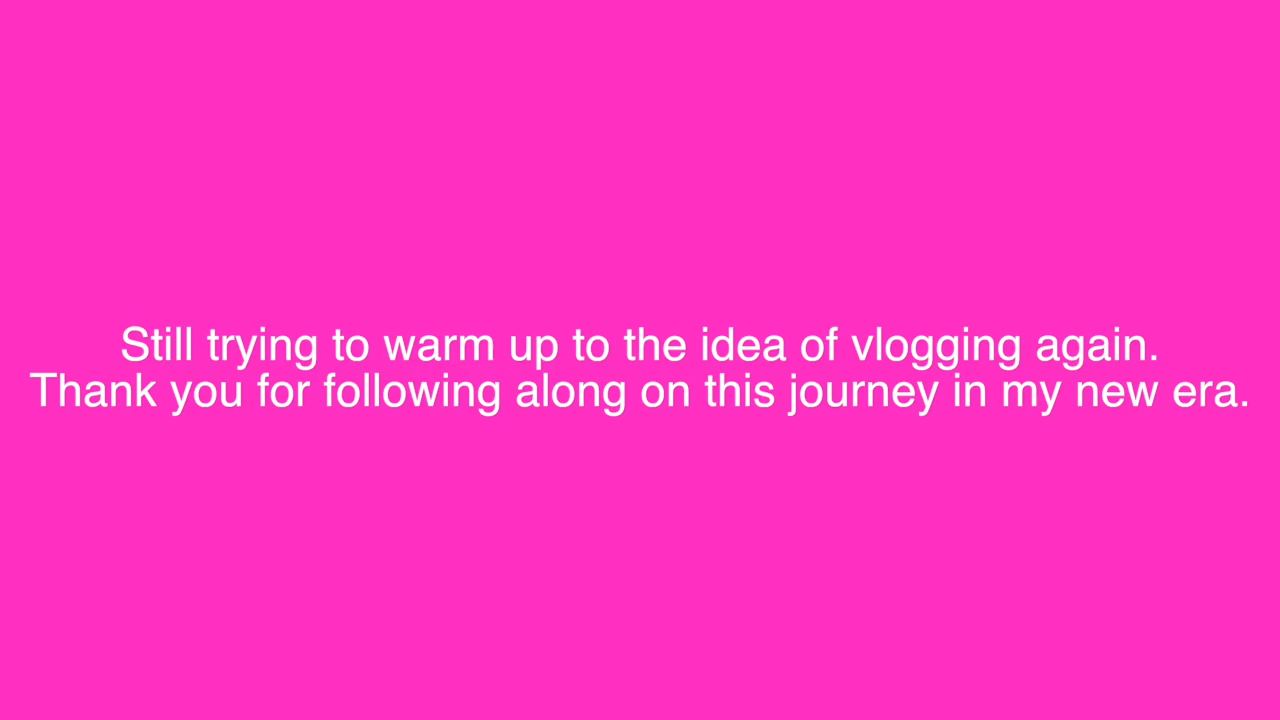 Still trying to warm up to the idea of vlogging again.
Thank you for following along on this journey in my new era.